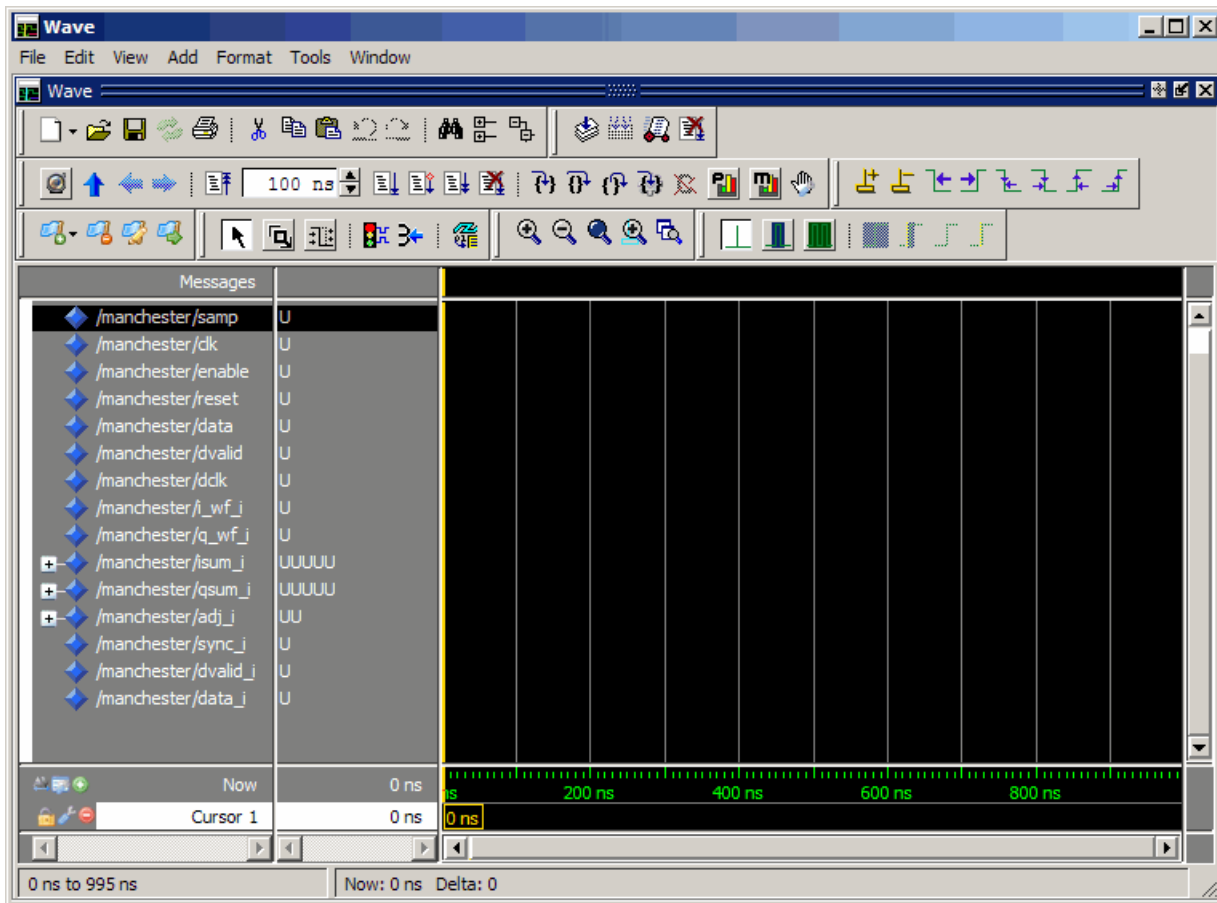 Wave
File Edit View Add Format Tools Window
Wave
100 ns
Messages
/manchester/samp U
/manchester/clk U
/manchester/enable U
/manchester/reset U
/manchester/data U
/manchester/dvalid U
/manchester/dclk U
/manchester/i_wf_i U
/manchester/q_wf_i U
/manchester/isum_i UUUUU
/manchester/qsum_i UUUUU
/manchester/adj_i UU
/manchester/sync_i U
/manchester/dvalid_i U
/manchester/data_i U
Now 0 ns ns 200 ns 400 ns 600 ns 800 ns
Cursor 1 0 ns 0 ns
0 ns to 995 ns Now: 0 ns Delta: 0